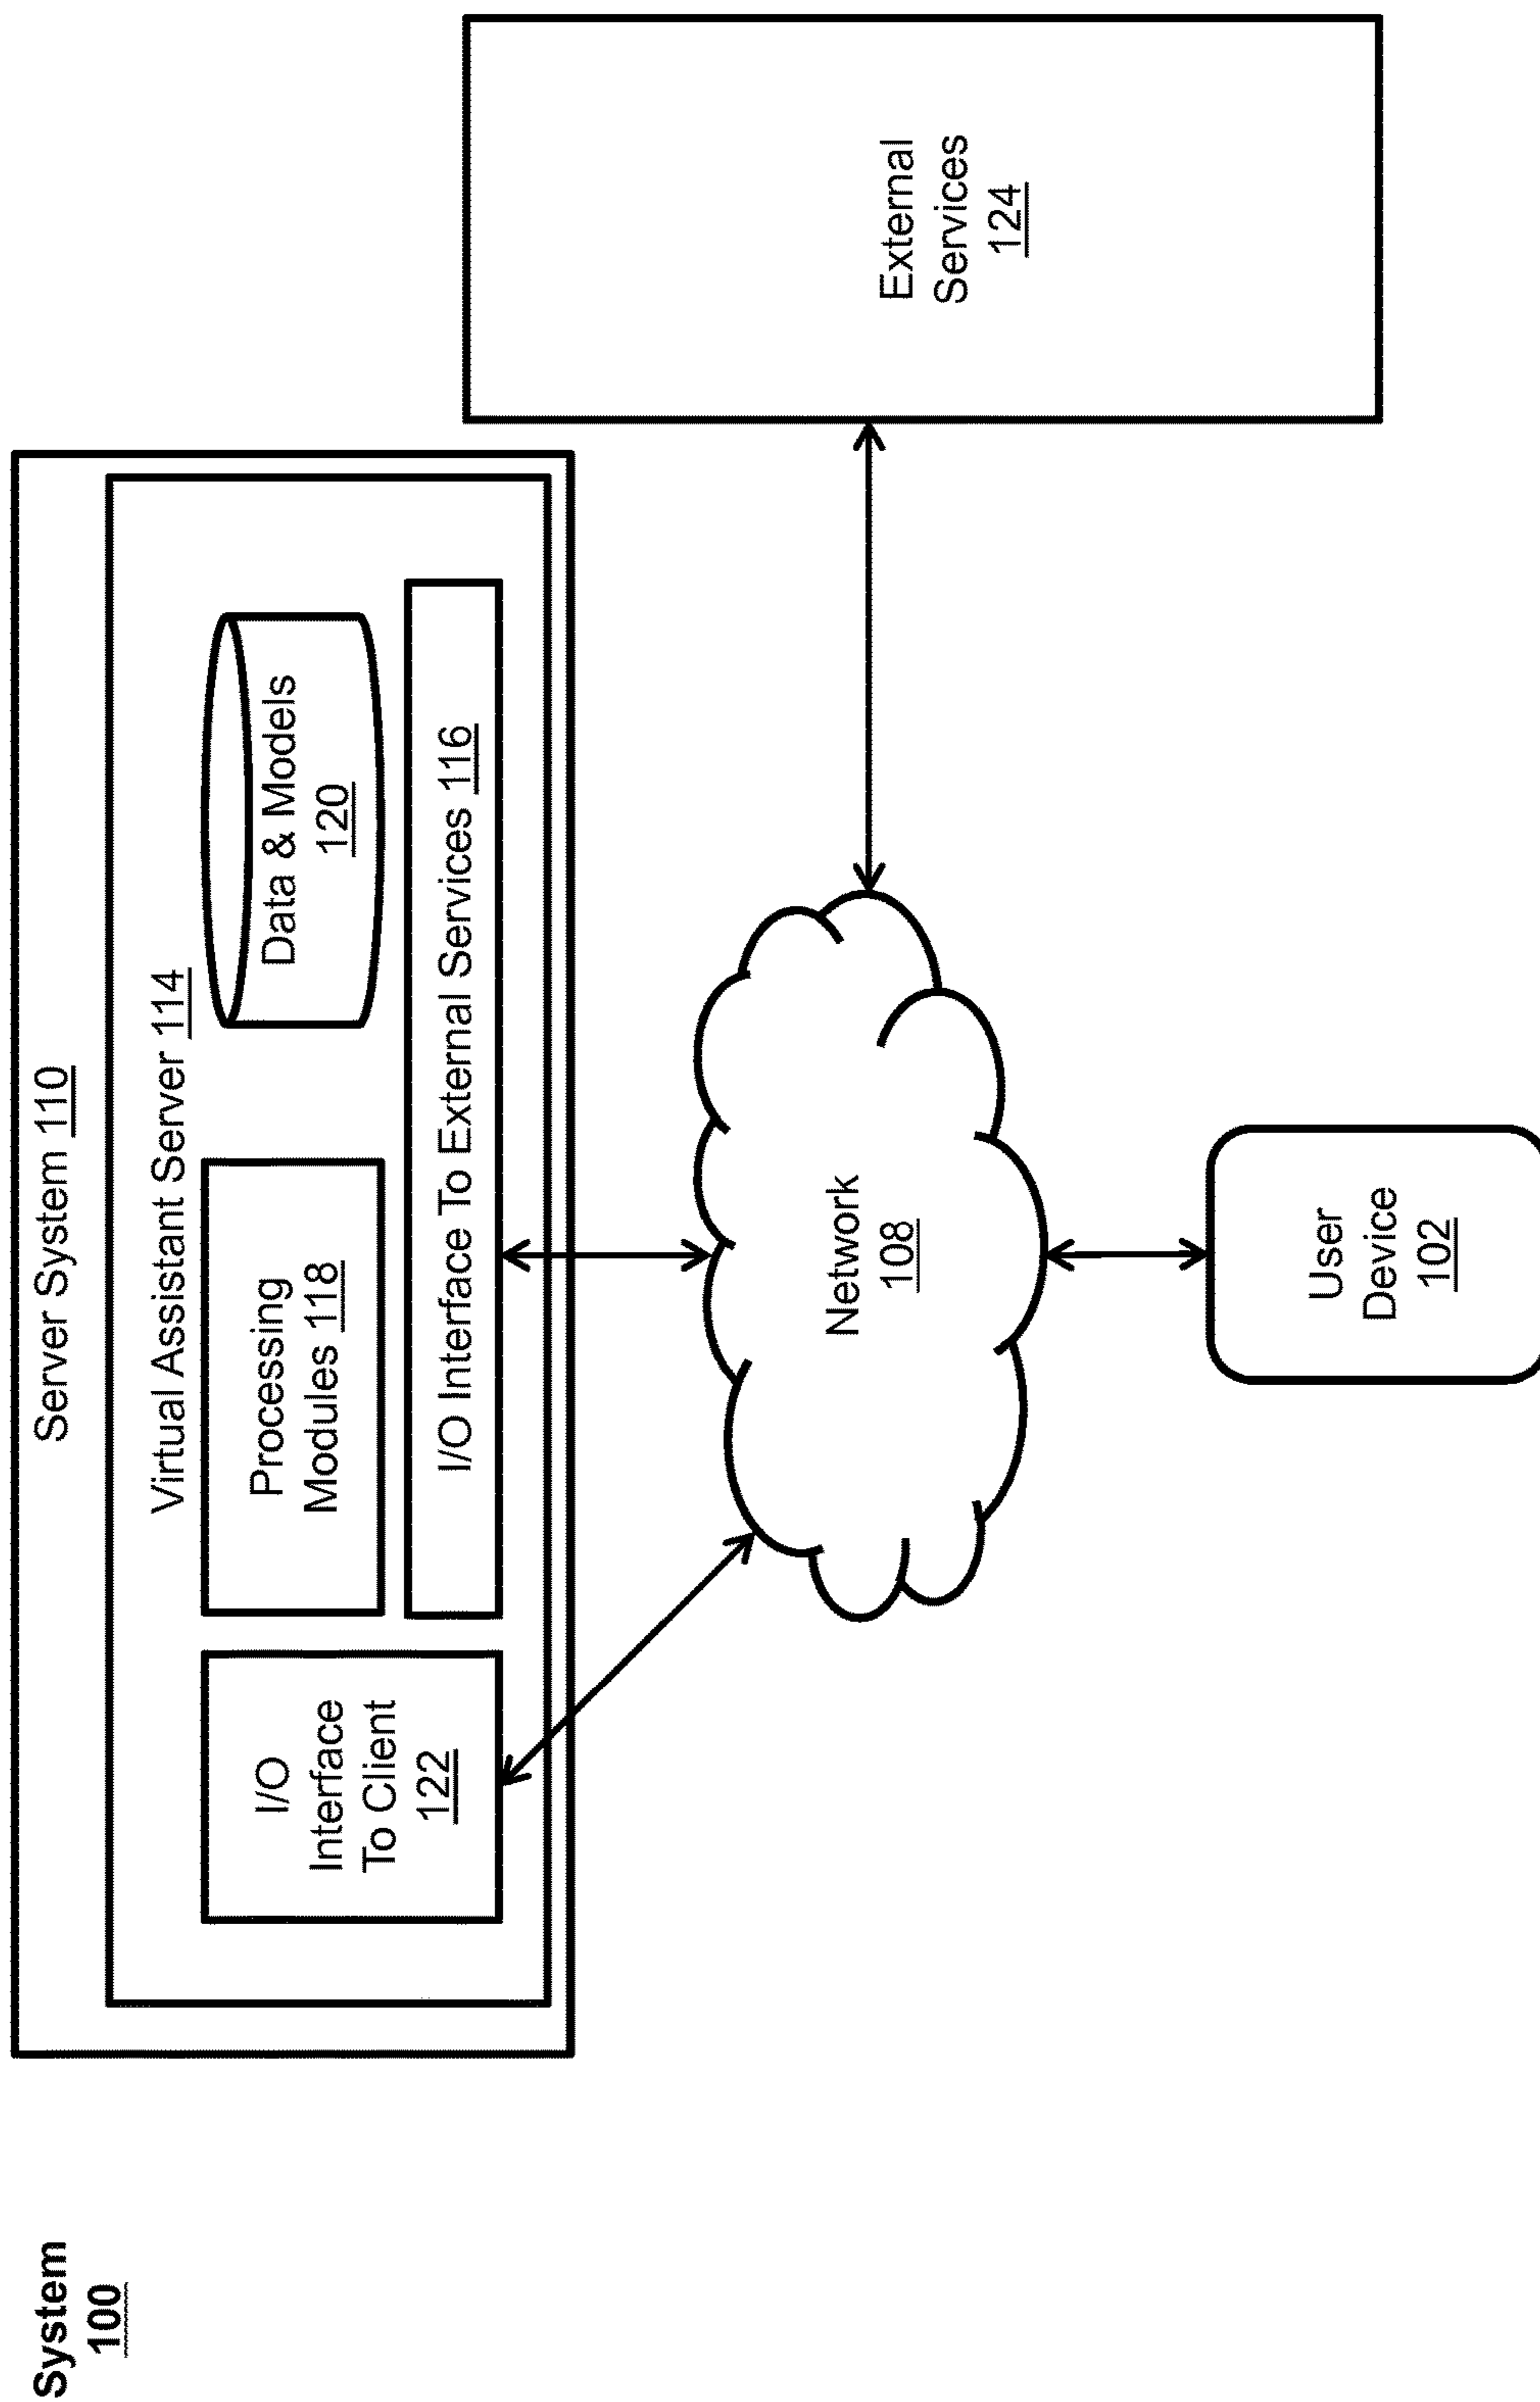 System
100
Server System 110
Virtual Assistant Server 114
I/O
Interface
To Client
122
Processing
Modules 118
Data & Models
120
I/O Interface To External Services 116
Network
108
External
Services
124
User
Device
102